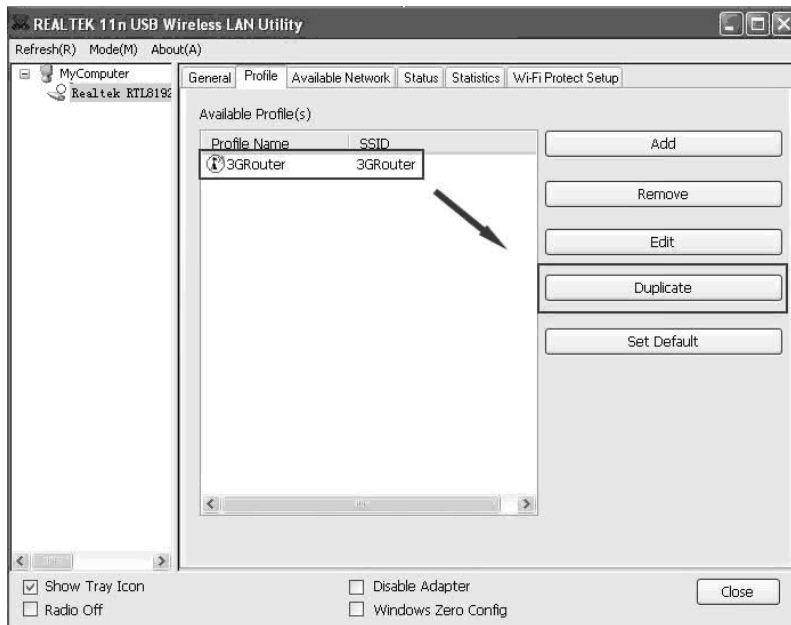 REALTEK 11n USB Wireless LAN Utility
Refresh(R) Mode(M) About(A)
MyComputer
Realtek RTL8192
General Profile Available Network Status Statistics Wi-Fi Protect Setup
Available Profile(s)
Profile Name SSID
3GRouter 3GRouter
Add
Remove
Edit
Duplicate
Set Default
Show Tray Icon
Disable Adapter
Radio Off
Windows Zero Config
Close